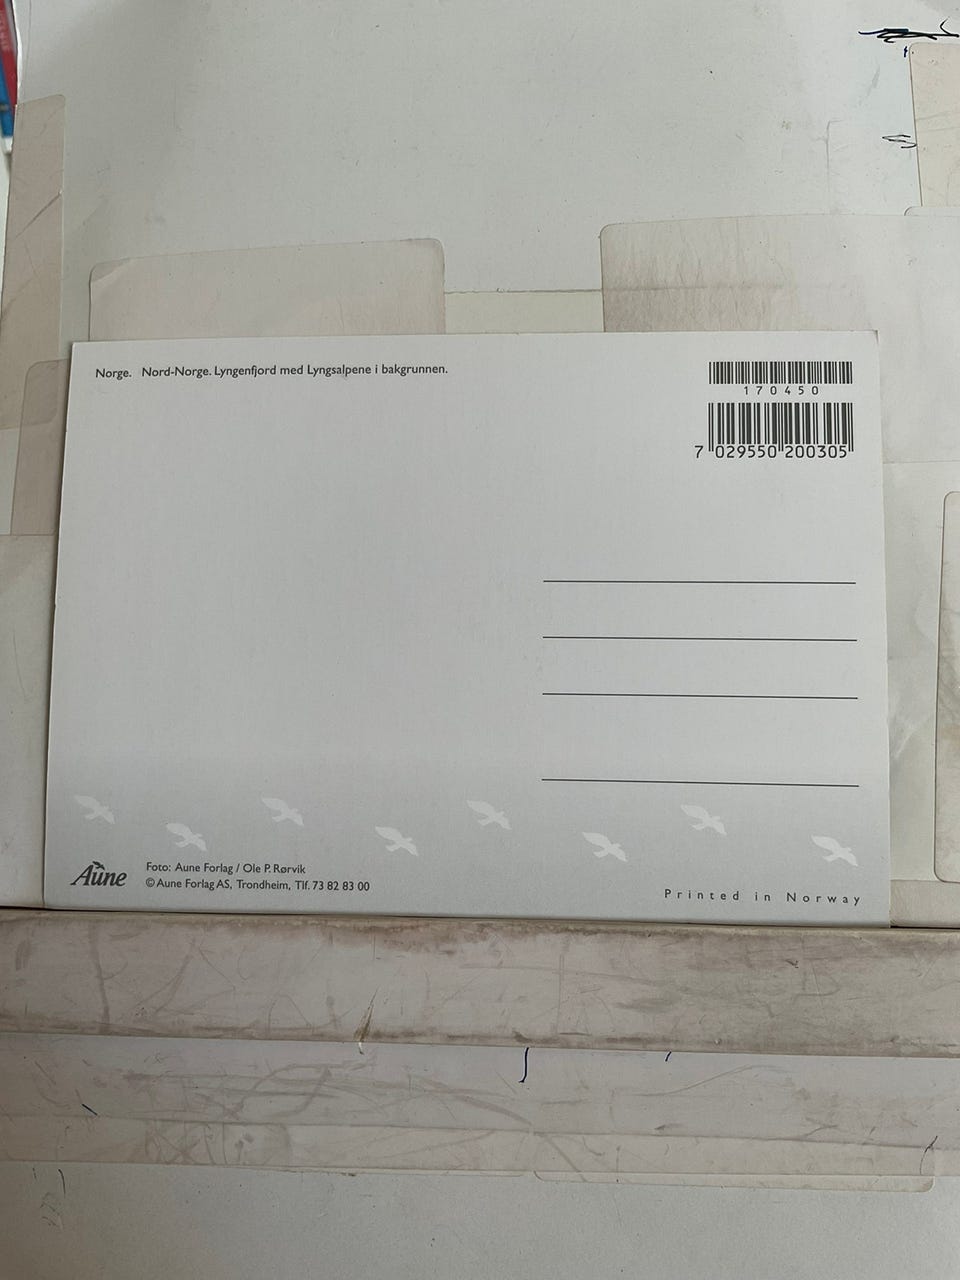 Norge. Nord-Norge. Lyngenfjord med Lyngsalpene i bakgrunnen.
170450
7 029550 200305
Aune
Foto: Aune Forlag / Ole P. Rørvik
© Aune Forlag AS, Trondheim, Tlf. 73 82 83 00
Printed in Norway